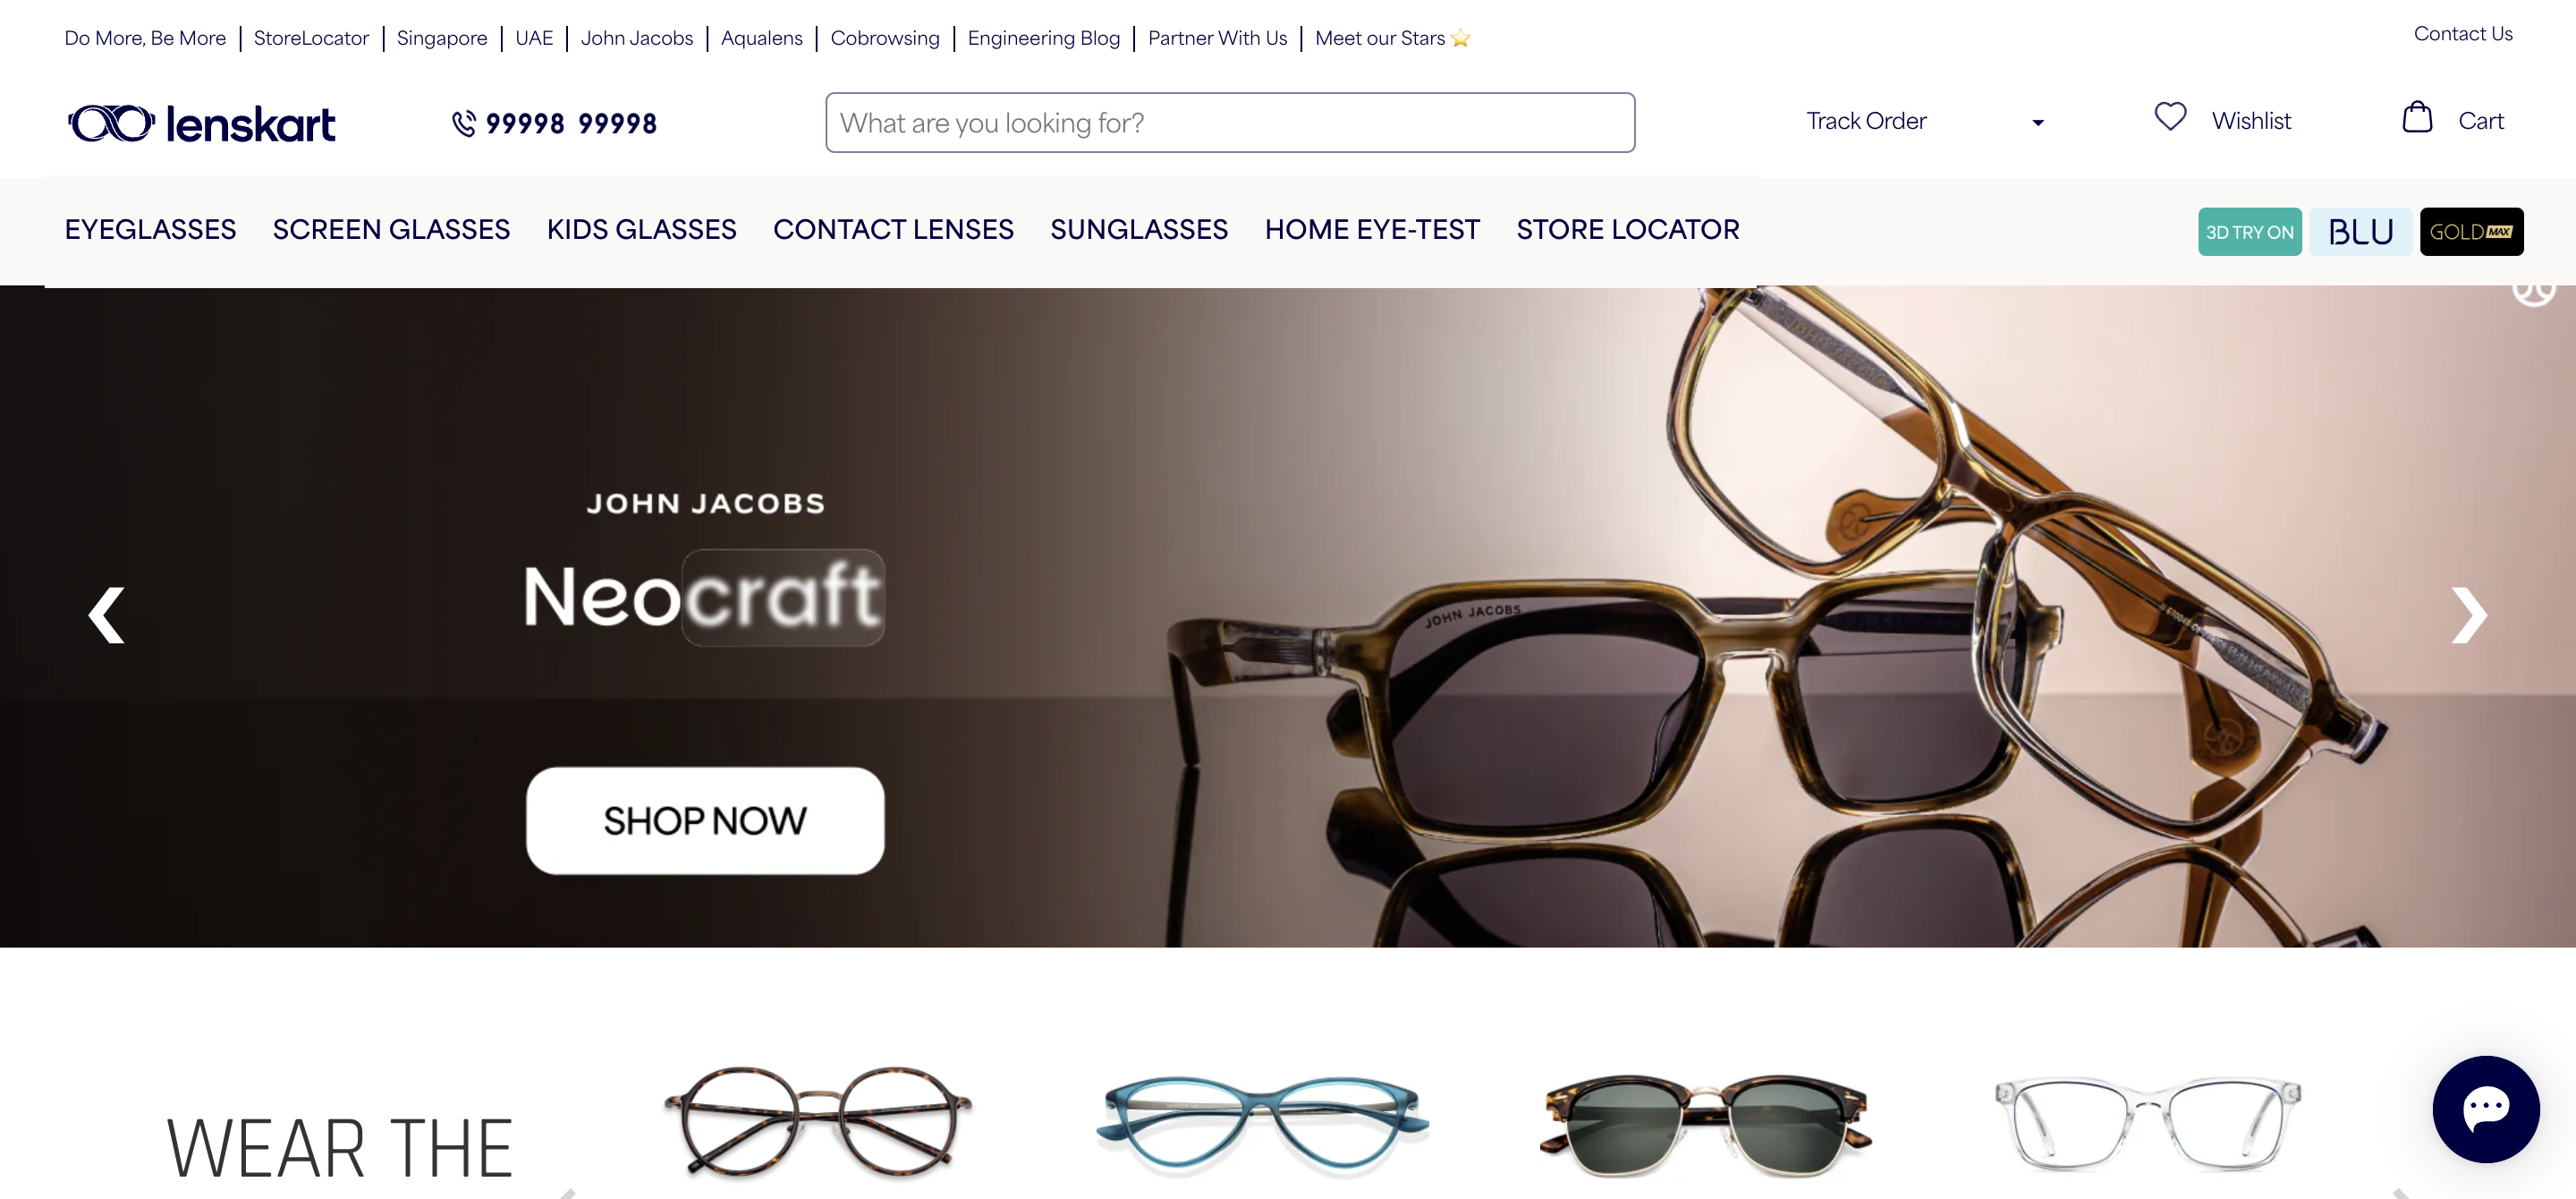 Do More, Be More | StoreLocator | Singapore | UAE | John Jacobs | Aqualens | Cobrowsing | Engineering Blog | Partner With Us | Meet our Stars ⭐ Contact Us
lenskart 99998 99998 What are you looking for? Track Order Wishlist Cart
EYEGLASSES SCREEN GLASSES KIDS GLASSES CONTACT LENSES SUNGLASSES HOME EYE-TEST STORE LOCATOR 3D TRY ON BLU GOLD MAX
JOHN JACOBS
JOHN JACOBS
Neocraft
JOHN JACOBS
SHOP NOW
WEAR THE